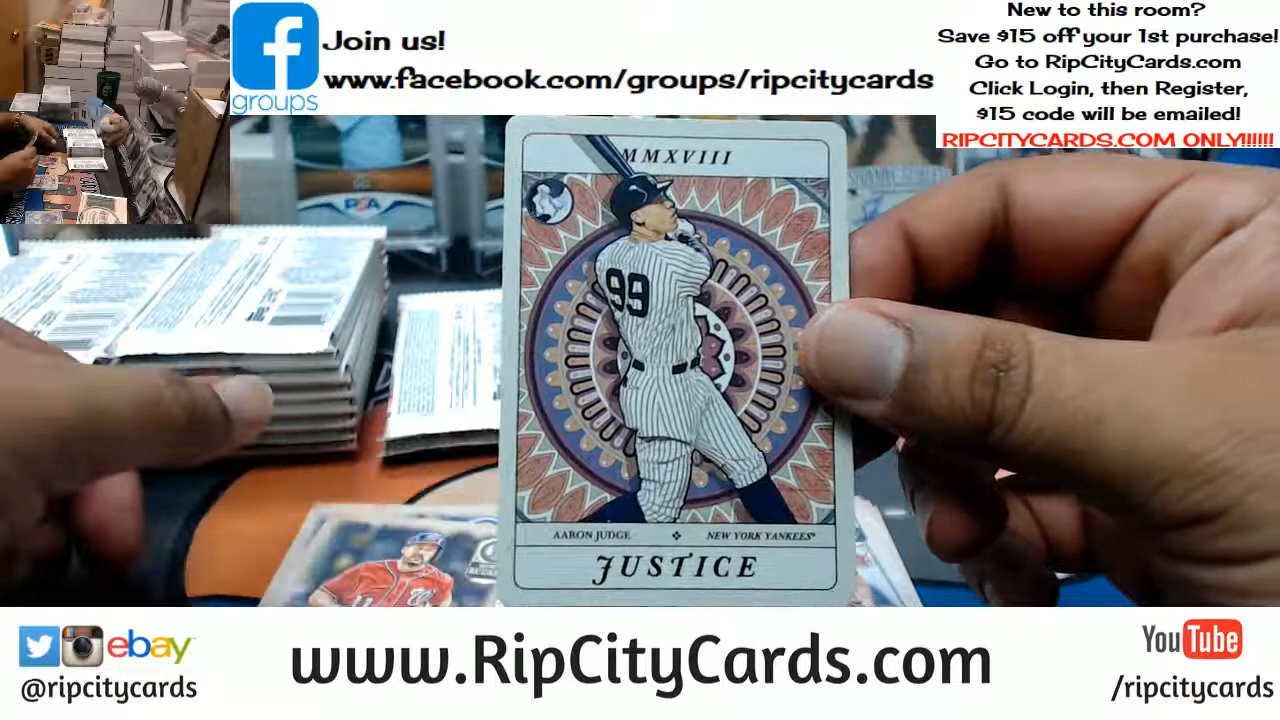 groups
Join us!
www.facebook.com/groups/ripcitycards
New to this room?
Save $15 off your 1st purchase!
Go to RipCityCards.com
Click Login, then Register,
$15 code will be emailed!
RIPCITYCARDS.COM ONLY!!!!!!
MMXVIII
PSA
99
AARON JUDGE
NEW YORK YANKEES
JUSTICE
W
11
ebay
@ripcitycards
www.RipCityCards.com
YouTube
/ripcitycards